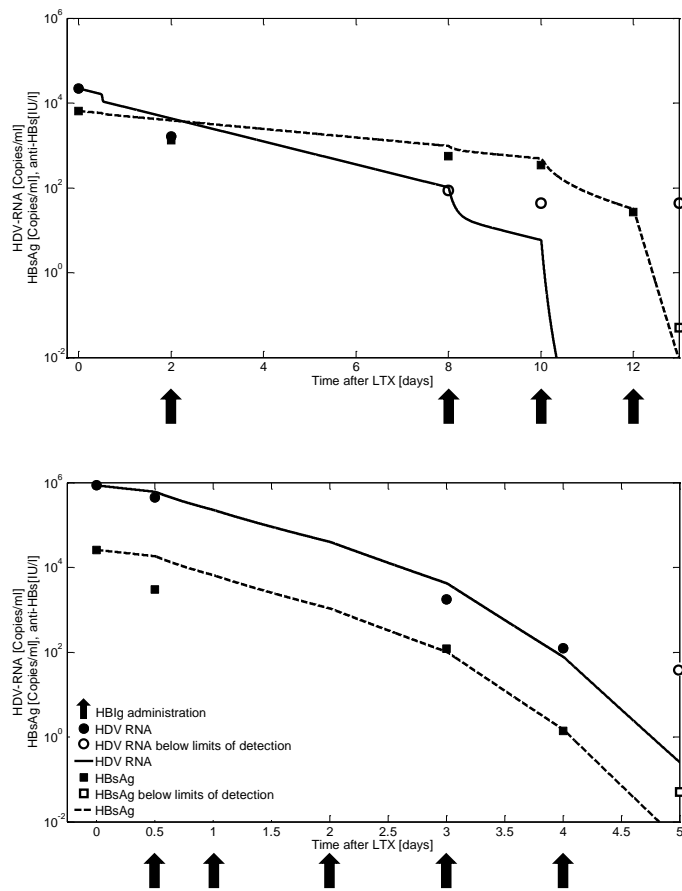 HDV-RNA [Copies/ml]
HBsAg [Copies/ml], anti-HBs[IU/l]
10^4
10^2
10^0
10^-2
0 2 4 6 8 10 12
Time after LTX [days]
HDV-RNA [Copies/ml]
HBsAg [Copies/ml], anti-HBs[IU/l]
10^6
10^4
10^2
10^0
10^-2
HBIg administration
HDV RNA
HDV RNA below limits of detection
HDV RNA
HBsAg
HBsAg below limits of detection
HBsAg
0 0.5 1 1.5 2 2.5 3 3.5 4 4.5 5
Time after LTX [days]